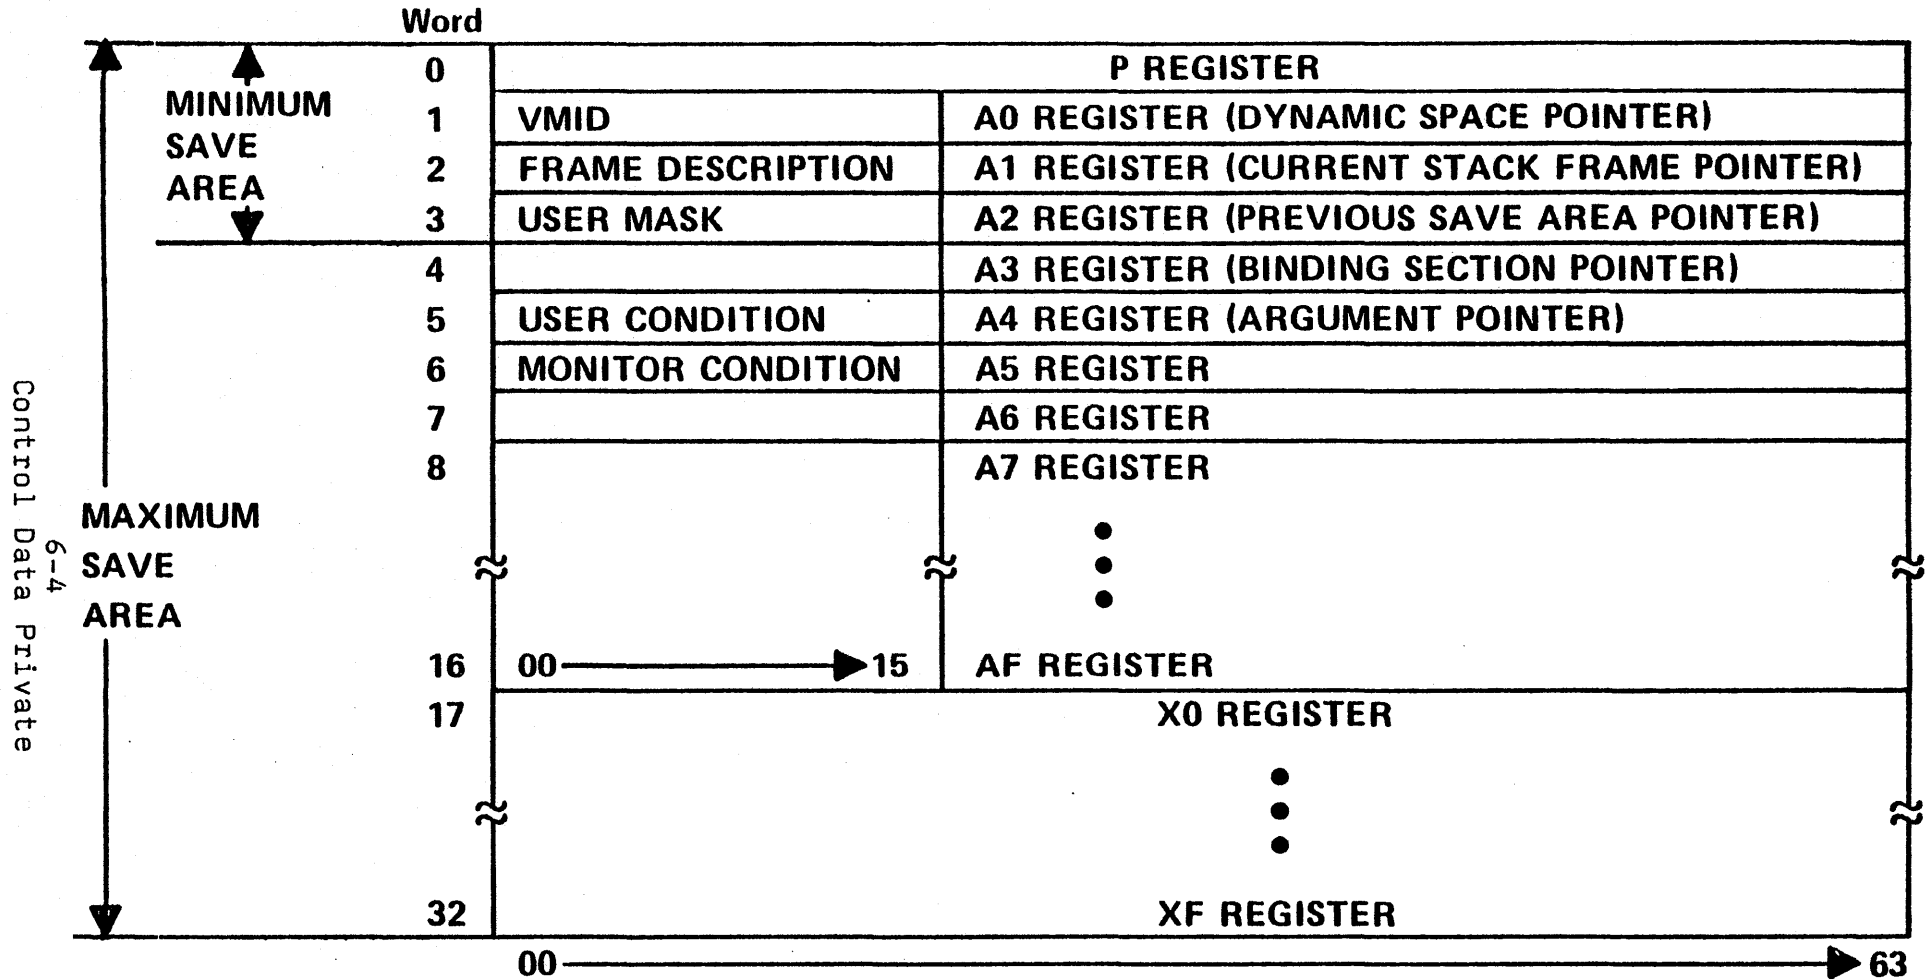 Word
0 P REGISTER
MINIMUM SAVE AREA
1 VMID A0 REGISTER (DYNAMIC SPACE POINTER)
2 FRAME DESCRIPTION A1 REGISTER (CURRENT STACK FRAME POINTER)
3 USER MASK A2 REGISTER (PREVIOUS SAVE AREA POINTER)
4 A3 REGISTER (BINDING SECTION POINTER)
5 USER CONDITION A4 REGISTER (ARGUMENT POINTER)
6 MONITOR CONDITION A5 REGISTER
7 A6 REGISTER
8 A7 REGISTER
MAXIMUM
SAVE
AREA
16 00 15 AF REGISTER
17 X0 REGISTER
32 XF REGISTER
00 63
6-4
Control Data Private